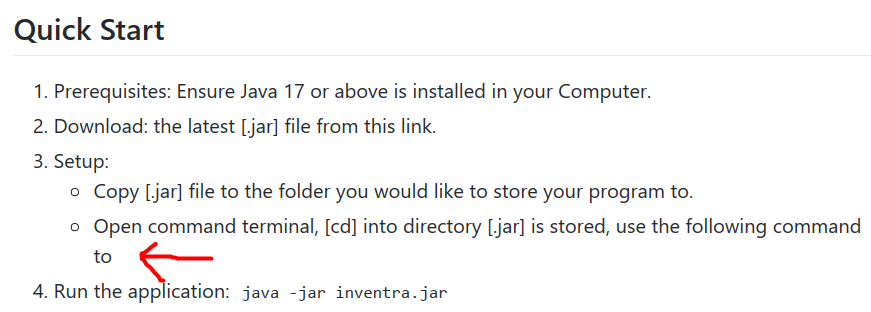 Quick Start
1. Prerequisites: Ensure Java 17 or above is installed in your Computer.
2. Download: the latest [.jar] file from this link.
3. Setup:
Copy [.jar] file to the folder you would like to store your program to.
Open command terminal, [cd] into directory [.jar] is stored, use the following command
to
4. Run the application: java -jar inventra.jar